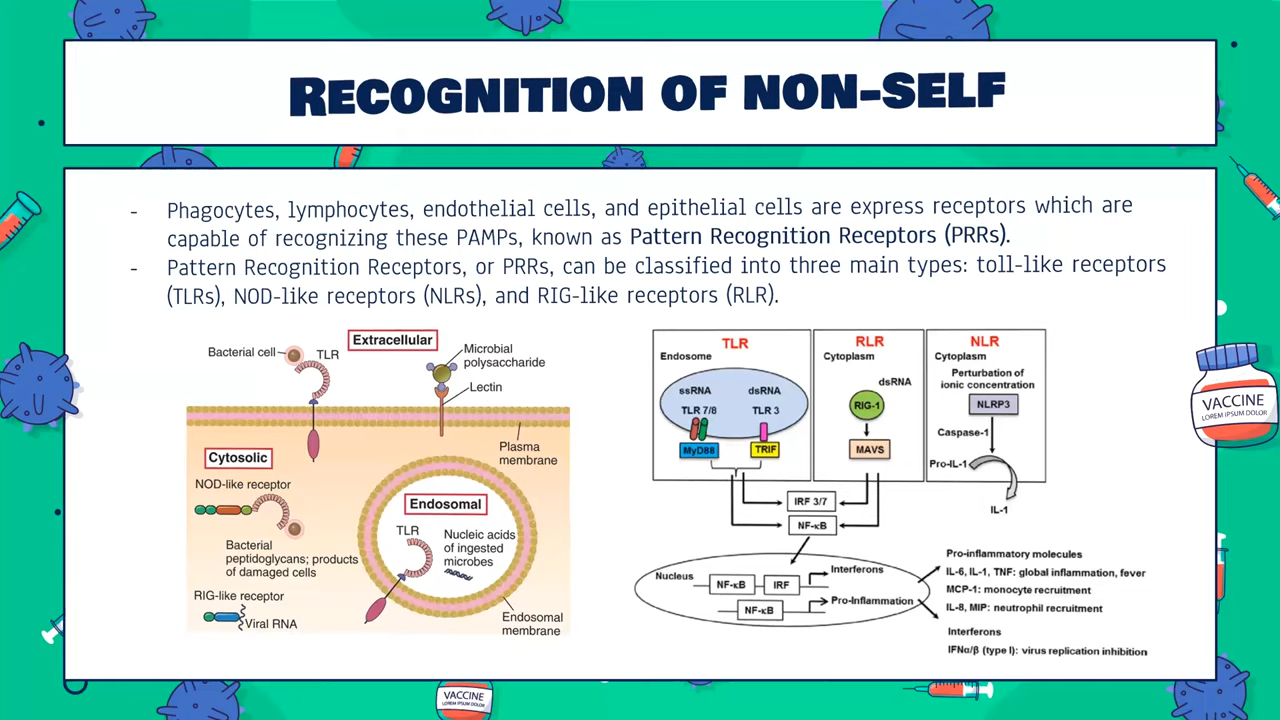 RECOGNITION OF NON-SELF
- Phagocytes, lymphocytes, endothelial cells, and epithelial cells are express receptors which are
capable of recognizing these PAMPs, known as Pattern Recognition Receptors (PRRs).
- Pattern Recognition Receptors, or PRRs, can be classified into three main types: toll-like receptors
(TLRs), NOD-like receptors (NLRs), and RIG-like receptors (RLR).
Extracellular
Bacterial cell
TLR
Microbial
polysaccharide
Lectin
Plasma
membrane
Cytosolic
NOD-like receptor
Bacterial
peptidoglycans; products
of damaged cells
RIG-like receptor
Viral RNA
Endosomal
TLR
Nucleic acids
of ingested
microbes
Endosomal
membrane
TLR
Endosome
ssRNA
dsRNA
TLR 7/8
TLR 3
MyD88
TRIF
RLR
Cytoplasm
dsRNA
RIG-1
MAVS
NLR
Cytoplasm
Perturbation of
ionic concentration
NLRP3
Caspase-1
Pro-IL-1
IL-1
IRF 3/7
NF-κB
Nucleus
NF-κB
IRF
Interferons
NF-κB
Pro-Inflammation
Pro-inflammatory molecules
IL-6, IL-1, TNF: global inflammation, fever
MCP-1: monocyte recruitment
IL-8, MIP: neutrophil recruitment
Interferons
IFNα/β (type I): virus replication inhibition
VACCINE
LOREM IPSUM DOLOR
VACCINE
LOREM IPSUM DOLOR